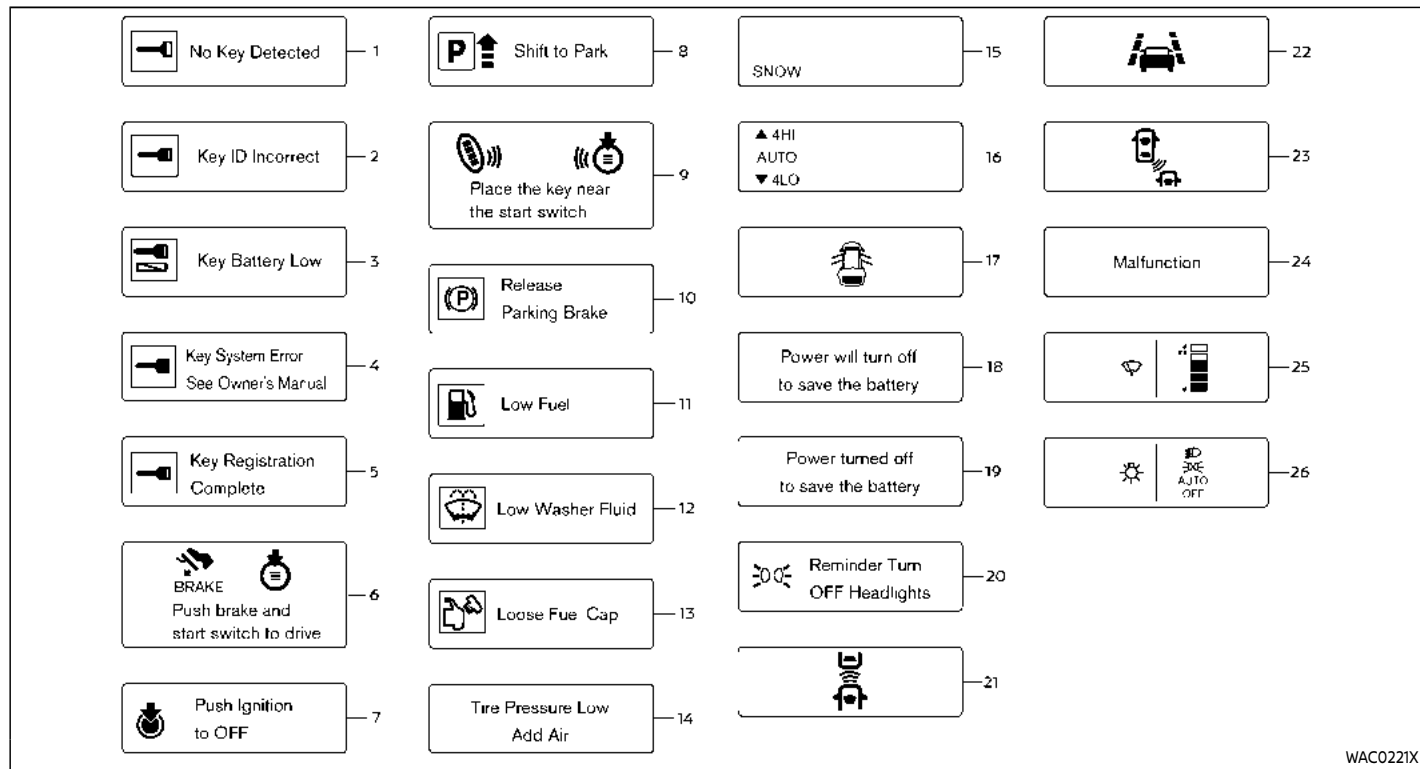 No Key Detected
1
Key ID Incorrect
2
Key Battery Low
3
Key System Error
See Owner's Manual
4
Key Registration
Complete
5
BRAKE
Push brake and
start switch to drive
6
Push Ignition
to OFF
7
P
Shift to Park
8
Place the key near
the start switch
9
P
Release
Parking Brake
10
Low Fuel
11
Low Washer Fluid
12
Loose Fue Cap
13
Tire Pressure Low
Add Air
14
SNOW
15
▲ 4HI
AUTO
▼ 4LO
16
17
Power will turn off
to save the battery
18
Power turned off
to save the battery
19
Reminder Turn
OFF Headlights
20
21
22
23
Malfunction
24
25
AUTO
OFF
26
WAC0221X